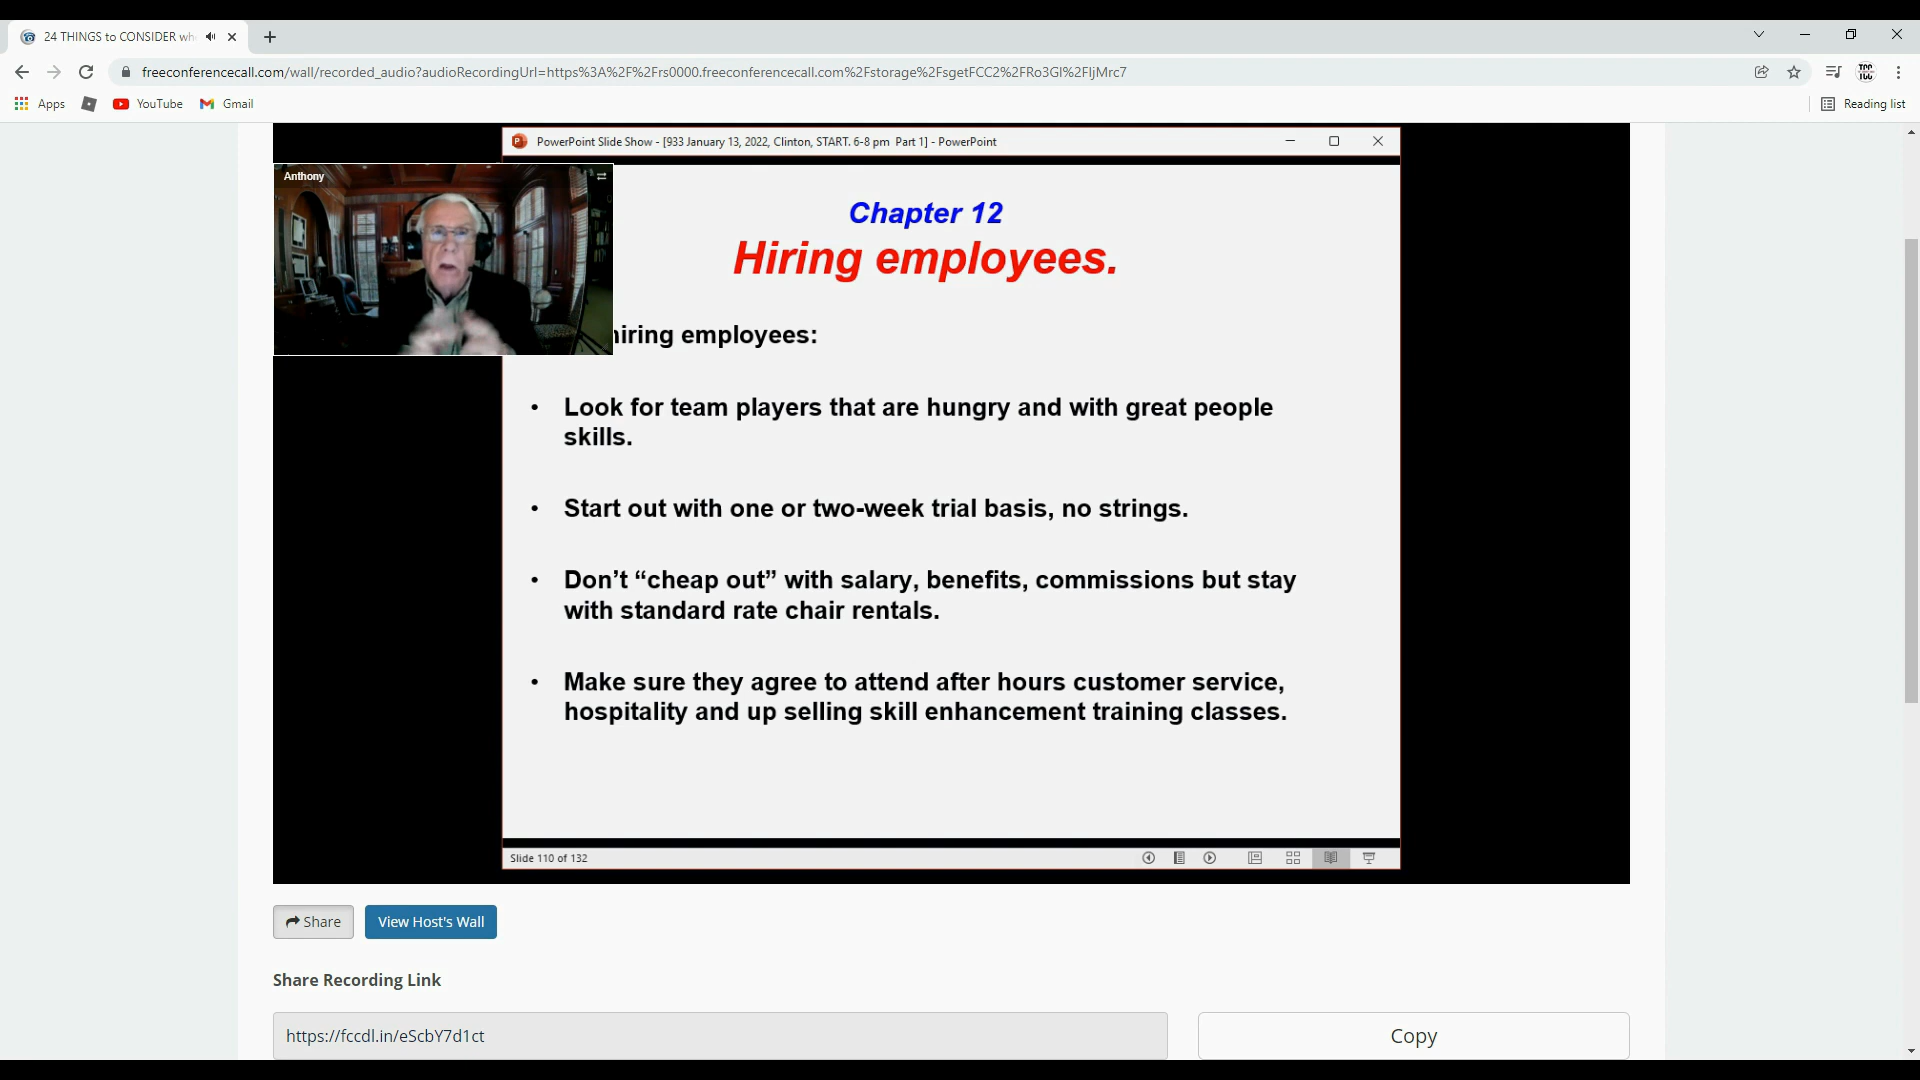 24 THINGS to CONSIDER
freeconferencecall.com/wall/recorded_audio?audioRecordingUrl=https%3A%2F%2Frs0000.freeconferencecall.com%2Fstorage%2FsgetFCC2%2FRo3Gl%2FljMrc7
Apps
YouTube
Gmail
Reading list
PowerPoint Slide Show - [933 January 13, 2022, Clinton, START. 6-8 pm Part 1] - PowerPoint
Anthony
Chapter 12
Hiring employees.
hiring employees:
• Look for team players that are hungry and with great people
skills.
• Start out with one or two-week trial basis, no strings.
• Don’t “cheap out” with salary, benefits, commissions but stay
with standard rate chair rentals.
• Make sure they agree to attend after hours customer service,
hospitality and up selling skill enhancement training classes.
Slide 110 of 132
Share
View Host's Wall
Share Recording Link
https://fccdl.in/eScbY7d1ct
Copy